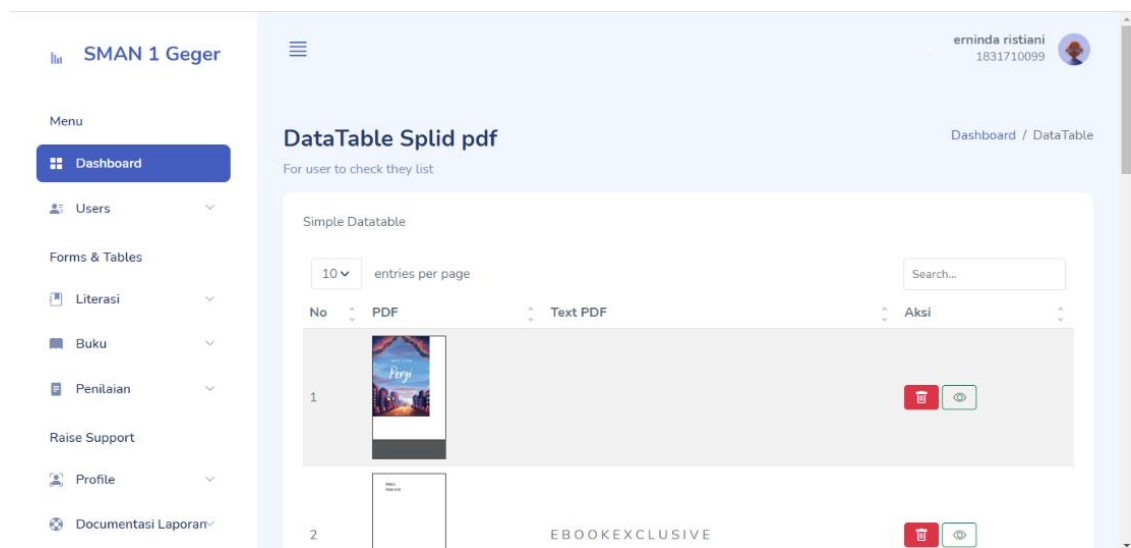 SMAN 1 Geger
erninda ristiani
1831710099
Menu
Dashboard
Users
Forms & Tables
Literasi
Buku
Penilaian
Raise Support
Profile
Documentasi Laporan
DataTable Splid pdf
Dashboard / DataTable
For user to check they list
Simple Datatable
10 entries per page
Search...
No PDF Text PDF Aksi
Pergi
1
2 EBOOKEXCLUSIVE